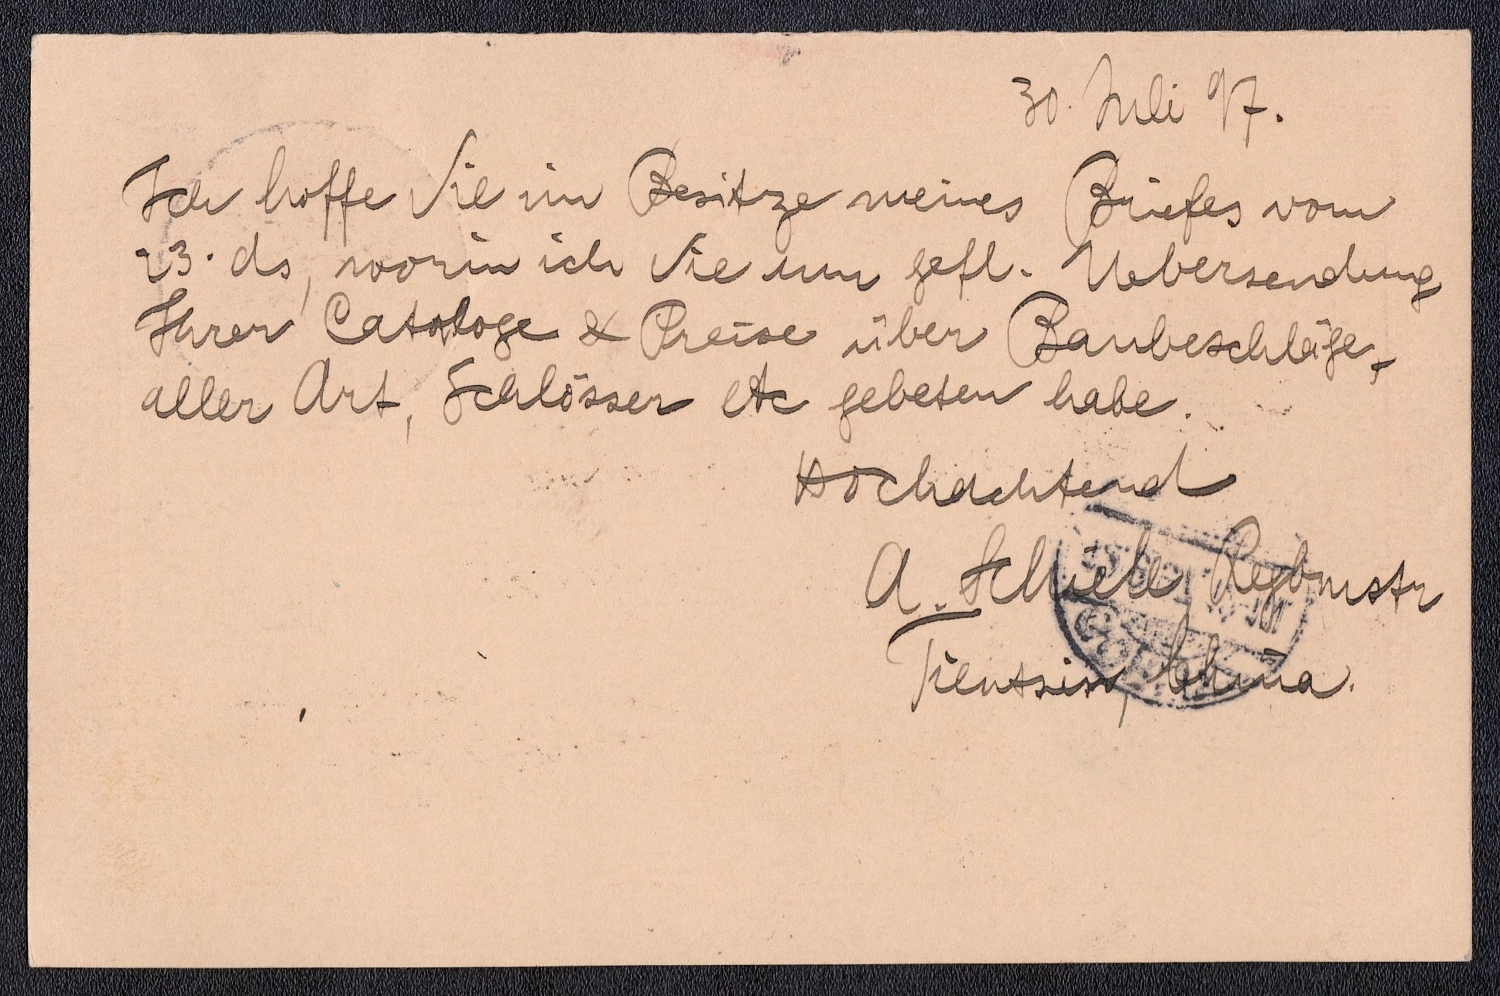 30. Juli 97.
Ich hoffe Sie im Besitze meines Briefes vom
23. ds, worin ich Sie um gefl. Uebersendung
Ihrer Cataloge & Preise über Baubeschläge,
aller Art, Schlösser etc gebeten habe.
Hochachtend
A. Schiele Regbmstr
Tientsin, China.